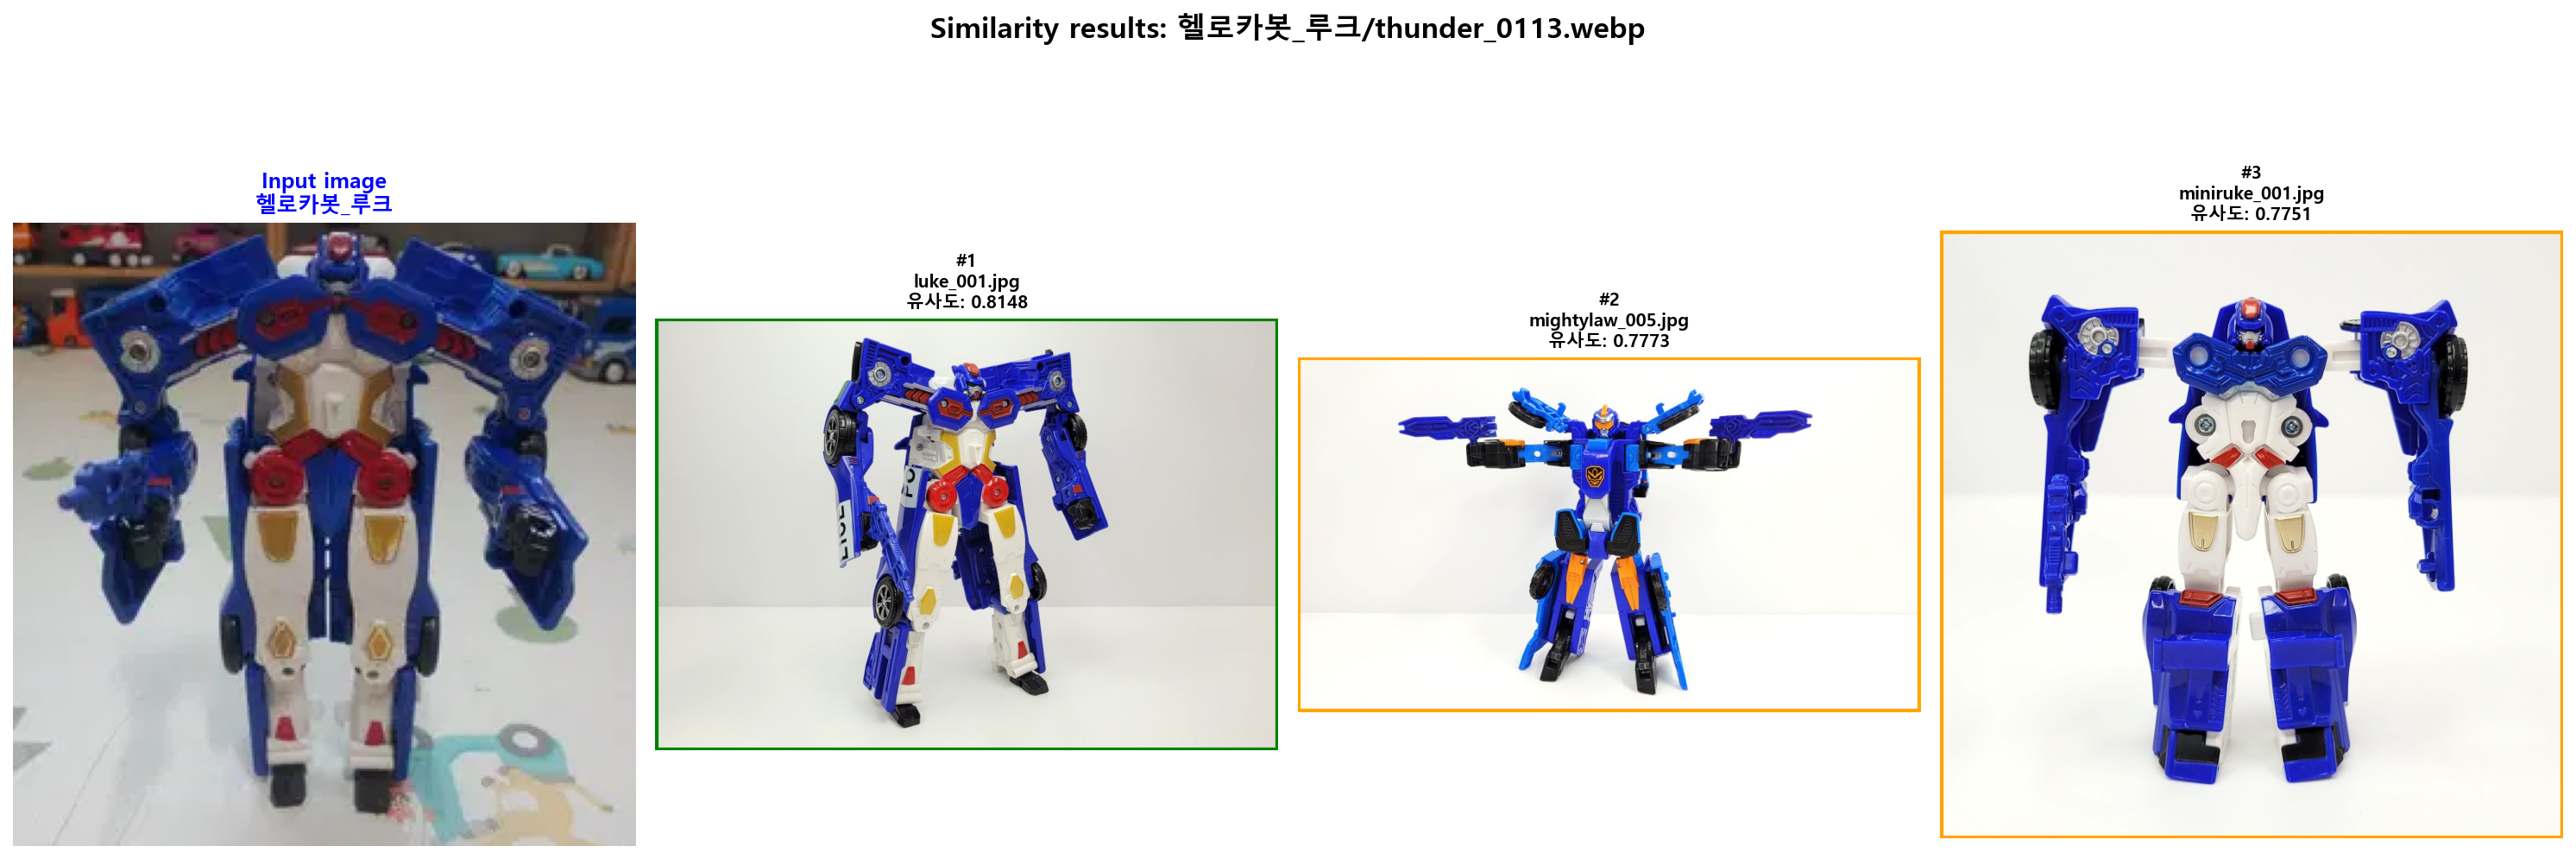 Similarity results: 헬로카봇_루크/thunder_0113.webp
Input image
헬로카봇_루크
#1
luke_001.jpg
유사도: 0.8148
#2
mightylaw_005.jpg
유사도: 0.7773
#3
miniruke_001.jpg
유사도: 0.7751